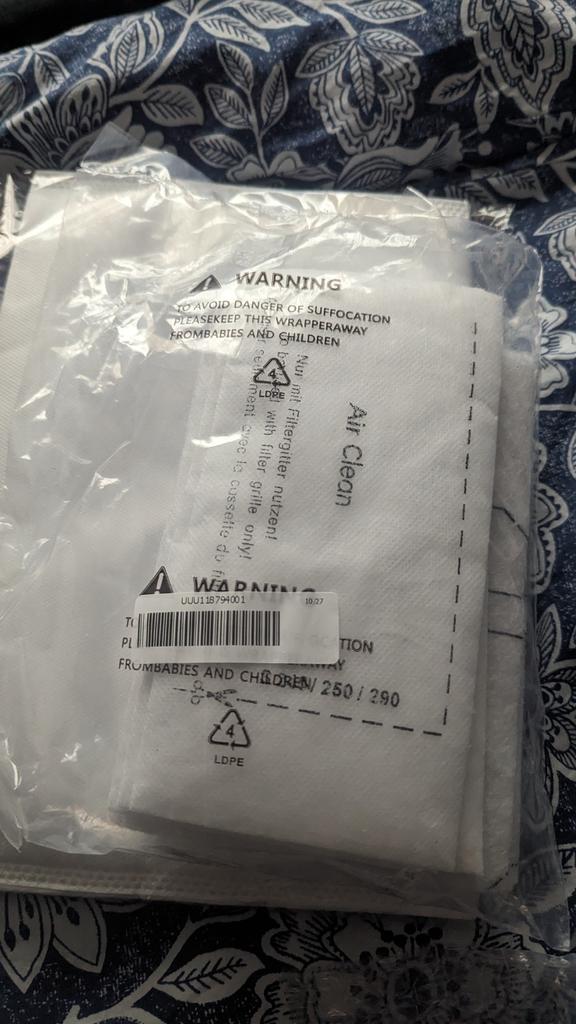 WARNING
TO AVOID DANGER OF SUFFOCATION
PLEASEKEEP THIS WRAPPERAWAY
FROMBABIES AND CHILDREN
4
LDPE
Air Clean
Nur mit Filtergitter nutzen!
with filter grille only!
avec la cassette du
WARNING
UUU118794001 10/27
TION
FROMBABIES AND CHILDREN
/ 250 / 290
4
LDPE